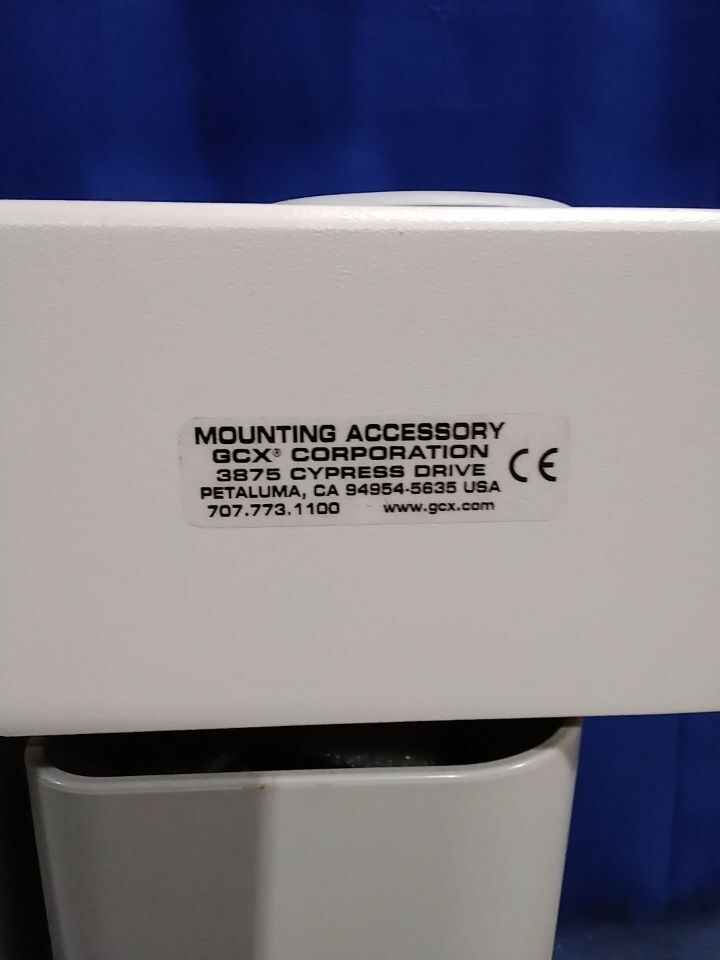 MOUNTING ACCESSORY
GCX® CORPORATION
3875 CYPRESS DRIVE
PETALUMA, CA 94954-5635 USA
707.773.1100 www.gcx.com
CE